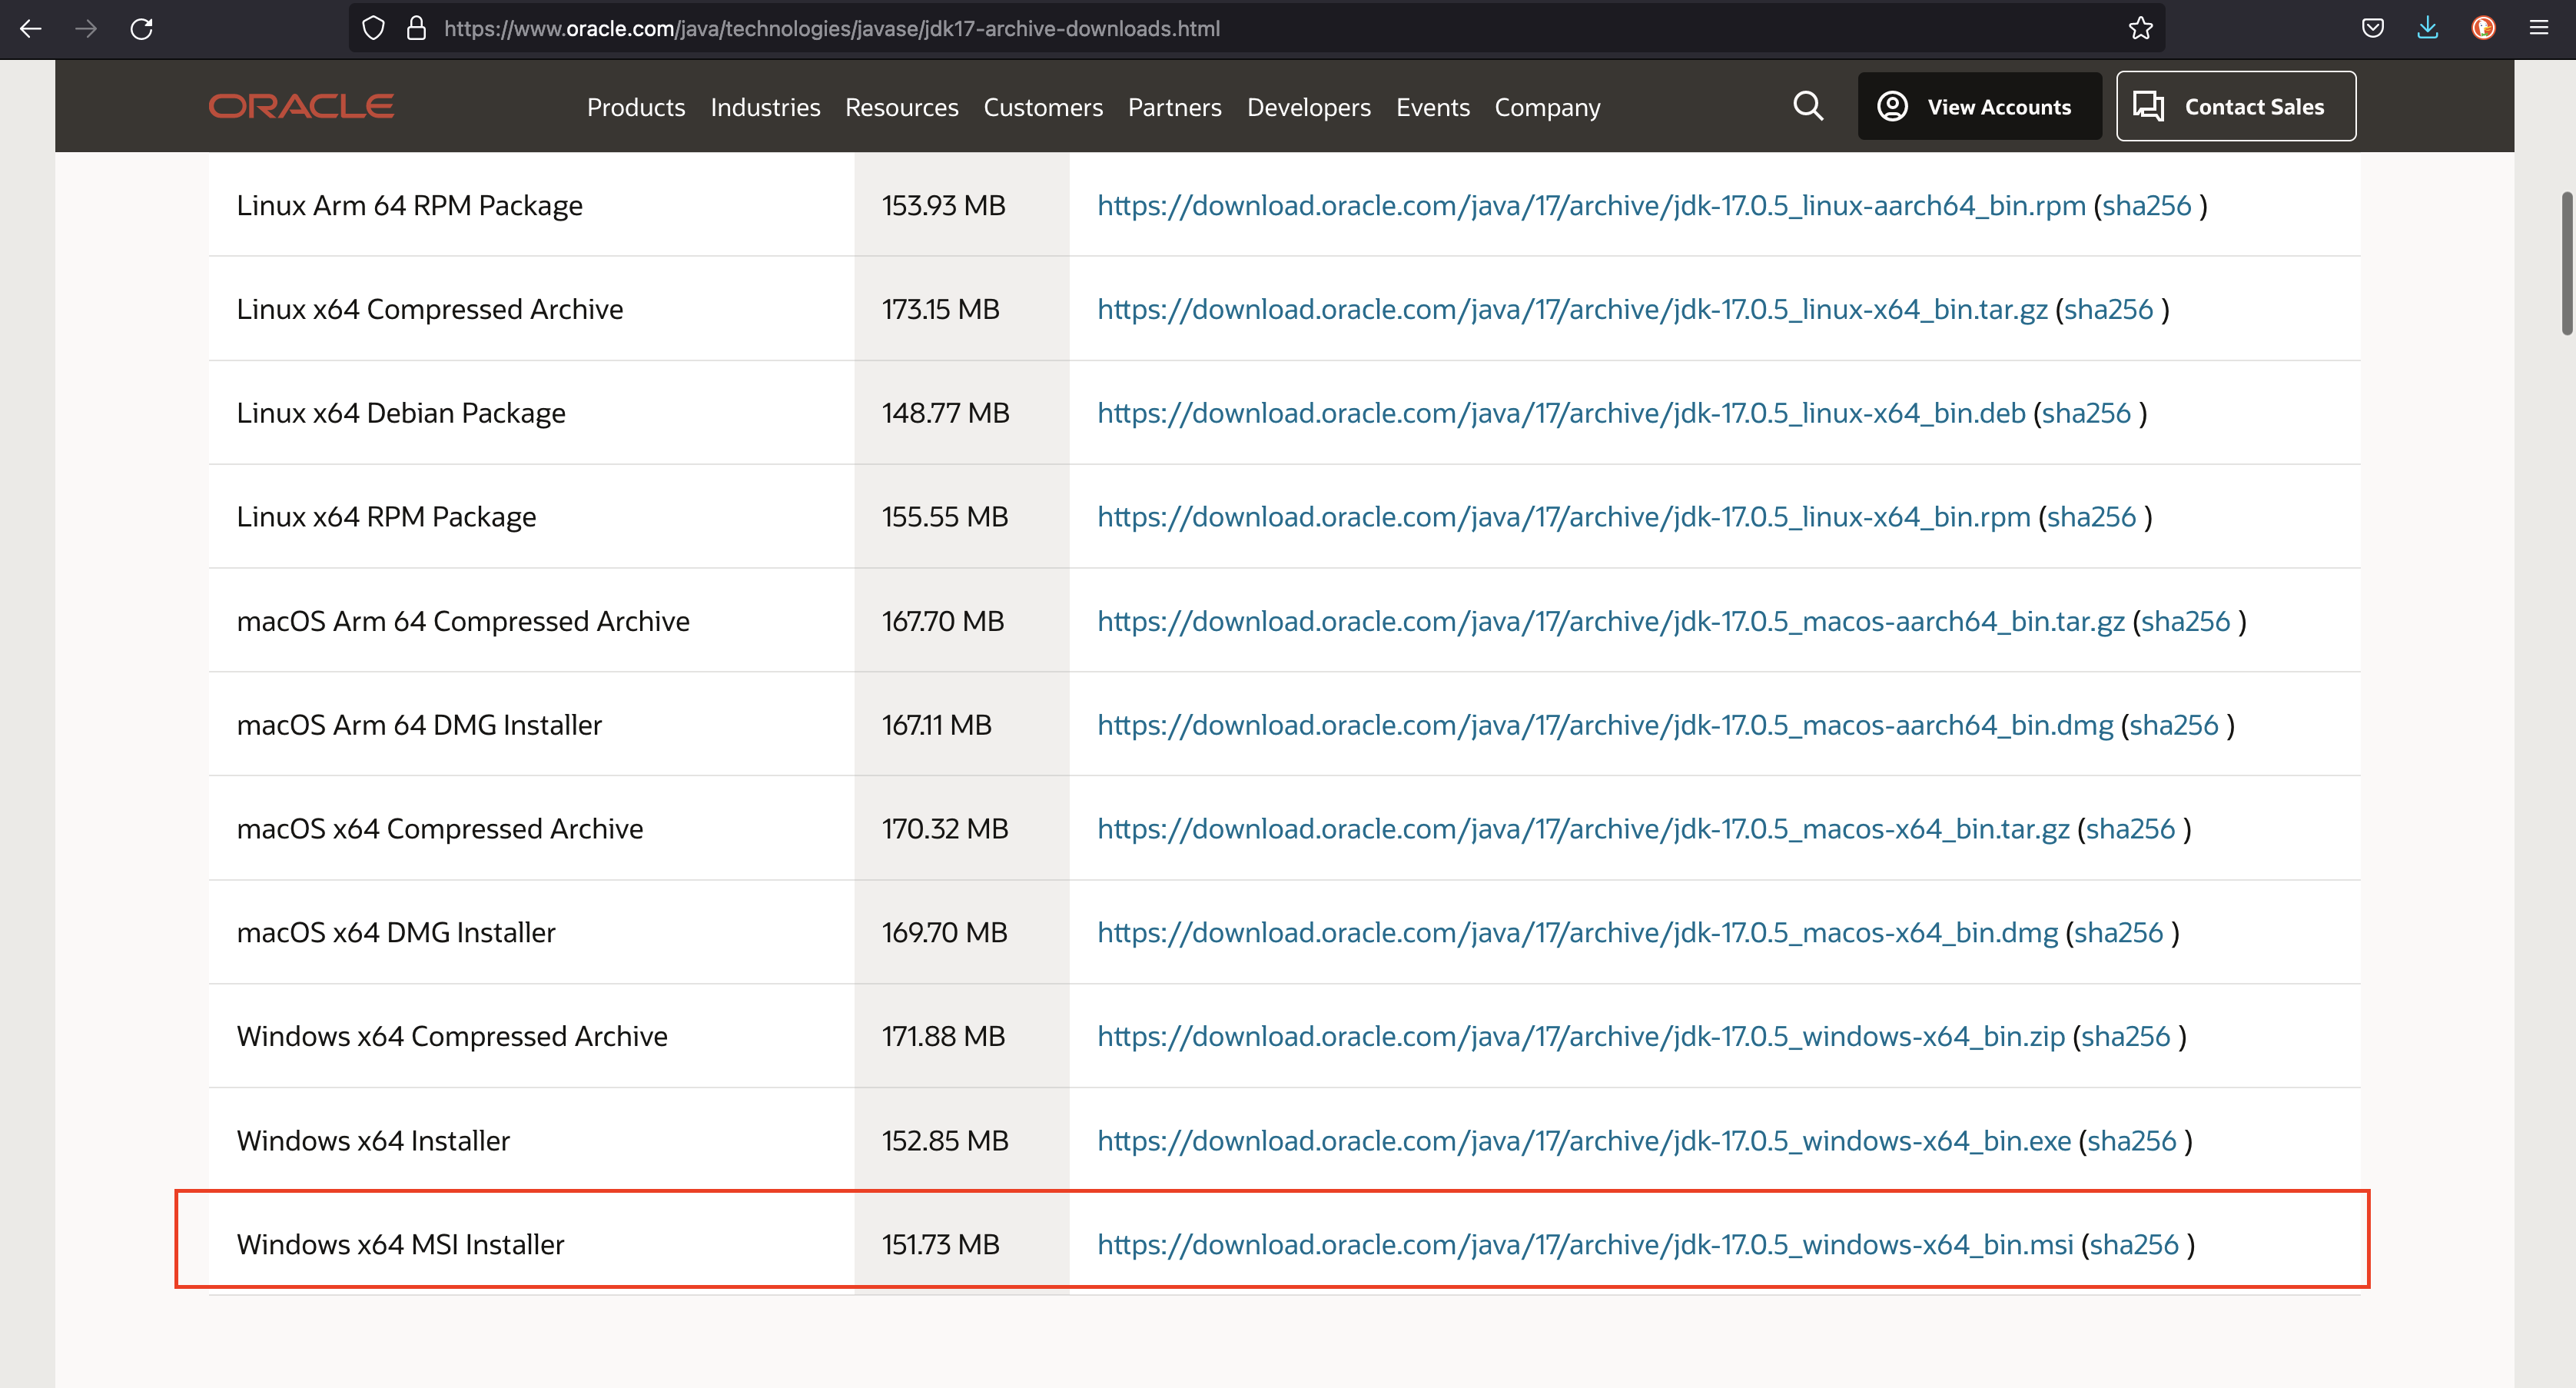 https://www.oracle.com/java/technologies/javase/jdk17-archive-downloads.html
ORACLE Products Industries Resources Customers Partners Developers Events Company View Accounts Contact Sales
Linux Arm 64 RPM Package 153.93 MB https://download.oracle.com/java/17/archive/jdk-17.0.5_linux-aarch64_bin.rpm (sha256 )
Linux x64 Compressed Archive 173.15 MB https://download.oracle.com/java/17/archive/jdk-17.0.5_linux-x64_bin.tar.gz (sha256 )
Linux x64 Debian Package 148.77 MB https://download.oracle.com/java/17/archive/jdk-17.0.5_linux-x64_bin.deb (sha256 )
Linux x64 RPM Package 155.55 MB https://download.oracle.com/java/17/archive/jdk-17.0.5_linux-x64_bin.rpm (sha256 )
macOS Arm 64 Compressed Archive 167.70 MB https://download.oracle.com/java/17/archive/jdk-17.0.5_macos-aarch64_bin.tar.gz (sha256 )
macOS Arm 64 DMG Installer 167.11 MB https://download.oracle.com/java/17/archive/jdk-17.0.5_macos-aarch64_bin.dmg (sha256 )
macOS x64 Compressed Archive 170.32 MB https://download.oracle.com/java/17/archive/jdk-17.0.5_macos-x64_bin.tar.gz (sha256 )
macOS x64 DMG Installer 169.70 MB https://download.oracle.com/java/17/archive/jdk-17.0.5_macos-x64_bin.dmg (sha256 )
Windows x64 Compressed Archive 171.88 MB https://download.oracle.com/java/17/archive/jdk-17.0.5_windows-x64_bin.zip (sha256 )
Windows x64 Installer 152.85 MB https://download.oracle.com/java/17/archive/jdk-17.0.5_windows-x64_bin.exe (sha256 )
Windows x64 MSI Installer 151.73 MB https://download.oracle.com/java/17/archive/jdk-17.0.5_windows-x64_bin.msi (sha256 )